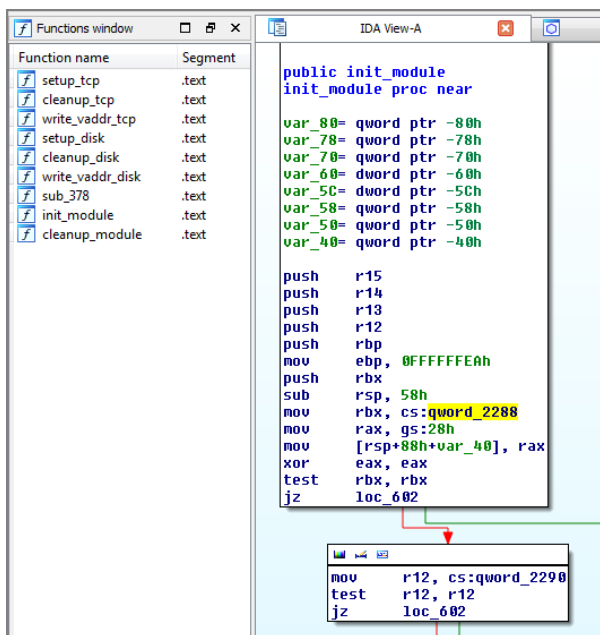 Functions window
Function name Segment
setup_tcp .text
cleanup_tcp .text
write_vaddr_tcp .text
setup_disk .text
cleanup_disk .text
write_vaddr_disk .text
sub_378 .text
init_module .text
cleanup_module .text
IDA View-A
public init_module
init_module proc near
var_80= qword ptr -80h
var_78= qword ptr -78h
var_70= qword ptr -70h
var_60= dword ptr -60h
var_5C= dword ptr -5Ch
var_58= qword ptr -58h
var_50= qword ptr -50h
var_40= qword ptr -40h
push r15
push r14
push r13
push r12
push rbp
mov ebp, 0FFFFFFEAh
push rbx
sub rsp, 58h
mov rbx, cs:qword_2288
mov rax, gs:28h
mov [rsp+88h+var_40], rax
xor eax, eax
test rbx, rbx
jz loc_602
mov r12, cs:qword_2290
test r12, r12
jz loc_602